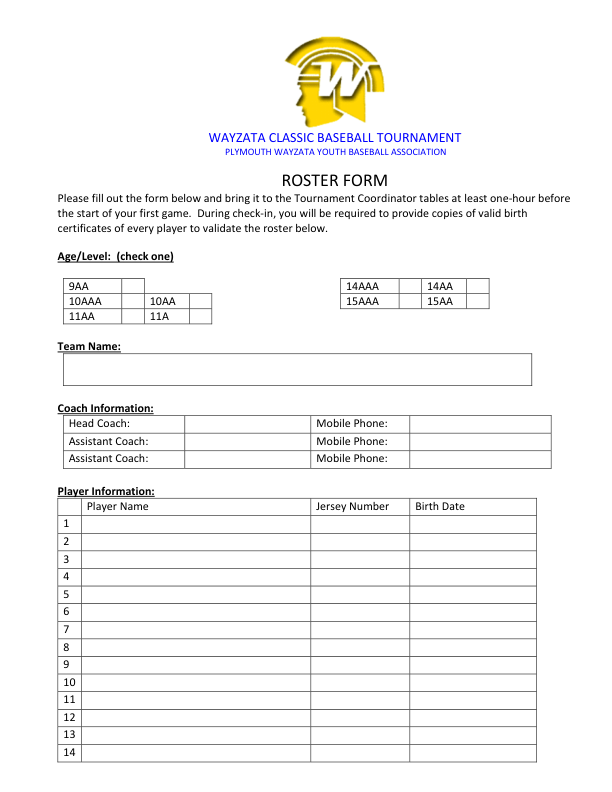 W
WAYZATA CLASSIC BASEBALL TOURNAMENT
PLYMOUTH WAYZATA YOUTH BASEBALL ASSOCIATION
ROSTER FORM
Please fill out the form below and bring it to the Tournament Coordinator tables at least one-hour before
the start of your first game.  During check-in, you will be required to provide copies of valid birth
certificates of every player to validate the roster below.
Age/Level:  (check one)
9AA
10AAA 10AA
11AA 11A
14AAA 14AA
15AAA 15AA
Team Name:
Coach Information:
Head Coach: Mobile Phone:
Assistant Coach: Mobile Phone:
Assistant Coach: Mobile Phone:
Player Information:
Player Name Jersey Number Birth Date
1
2
3
4
5
6
7
8
9
10
11
12
13
14